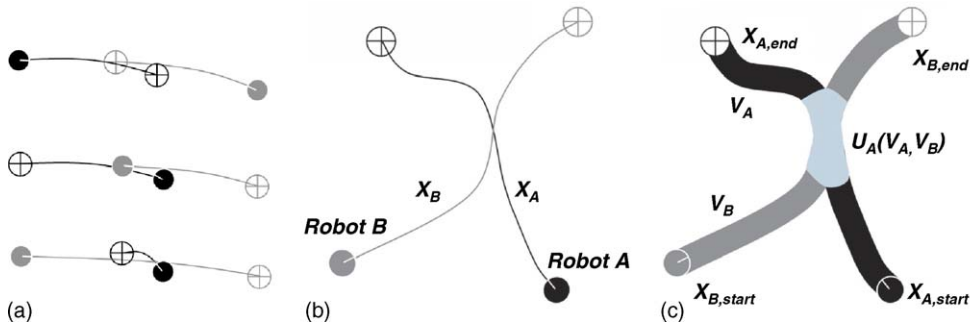 X_A,end
X_B,end
V_A
U_A(V_A,V_B)
X_B
X_A
V_B
Robot B
Robot A
X_B,start
X_A,start
(a)
(b)
(c)